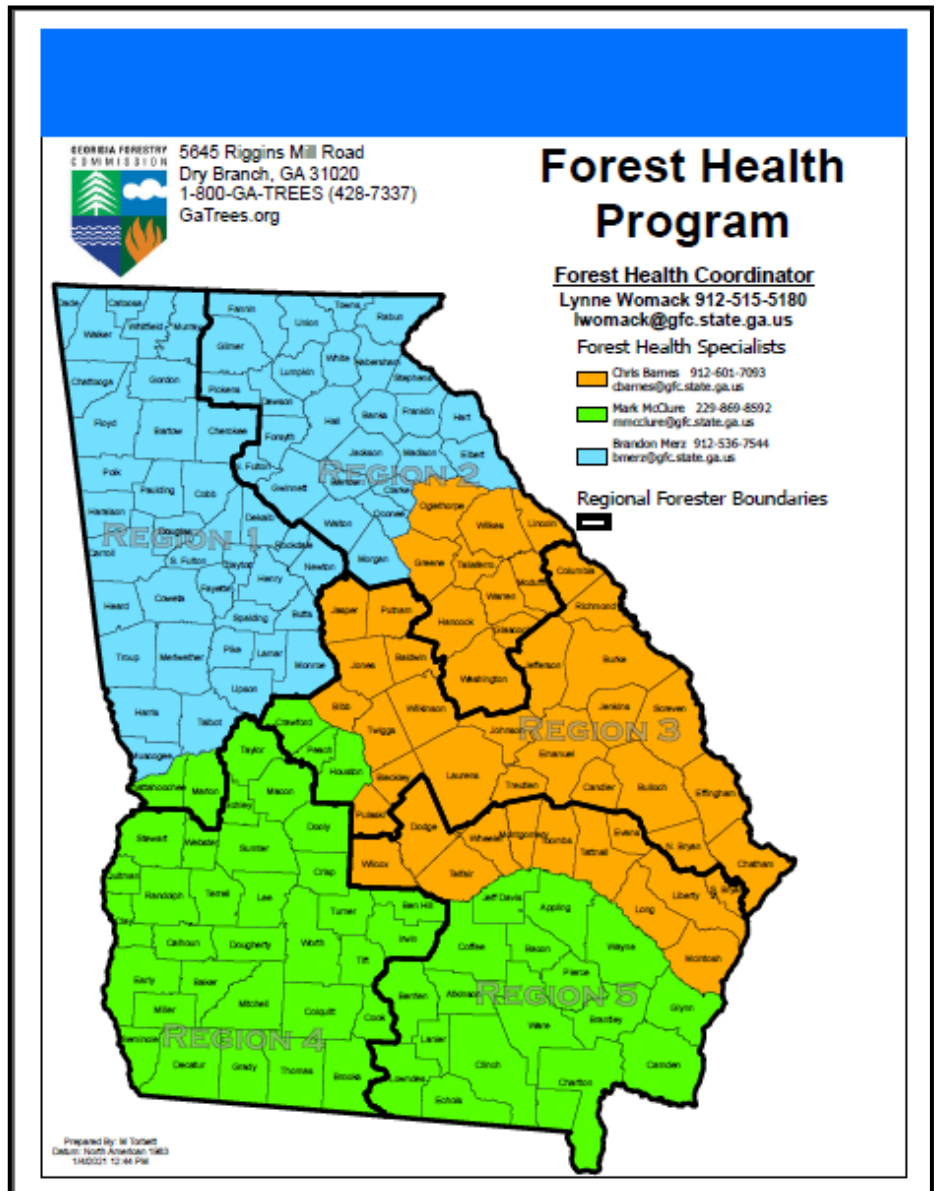 GEORGIA FORESTRY
COMMISSION
5645 Riggins Mill Road
Dry Branch, GA 31020
1-800-GA-TREES (428-7337)
GaTrees.org
Forest Health
Program
Forest Health Coordinator
Lynne Womack 912-515-5180
lwomack@gfc.state.ga.us
Forest Health Specialists
Chris Barnes 912-601-7093
cbarnes@gfc.state.ga.us
Mark McClure 229-869-8592
mmcclure@gfc.state.ga.us
Brandon Merz 912-536-7544
bmerz@gfc.state.ga.us
Regional Forester Boundaries
Catoosa
Fannin
Towns
Rabun
Union
Whitfield
Murray
Walker
Gilmer
White
Habersham
Lumpkin
Stephens
Chattooga
Gordon
Pickens
Dawson
Floyd
Bartow
Cherokee
Forsyth
Hall
Banks
Franklin
Hart
Jackson
Madison
Elbert
Polk
N. Fulton
REGION 2
Gwinnett
Paulding
Cobb
Clarke
Oconee
Oglethorpe
Wilkes
Lincoln
Haralson
Dekalb
Walton
REGION 1
Douglas
Rockdale
Morgan
Greene
Taliaferro
Columbia
Carroll
S. Fulton
Clayton
Newton
Henry
Warren
Richmond
Heard
Coweta
Fayette
Spalding
Butts
Jasper
Putnam
Hancock
Troup
Meriwether
Pike
Lamar
Monroe
Jones
Baldwin
Washington
Jefferson
Burke
Upson
Harris
Talbot
Bibb
Wilkinson
Jenkins
Screven
Crawford
Twiggs
Johnson
REGION 3
Muscogee
Taylor
Peach
Houston
Emanuel
Marion
Macon
Bleckley
Laurens
Treutlen
Candler
Bulloch
Effingham
Stewart
Webster
Sumter
Dooly
Pulaski
Dodge
Wheeler
Montgomery
Toombs
Tattnall
Evans
N. Bryan
Chatham
Crisp
Wilcox
Telfair
Randolph
Terrell
Lee
Turner
Ben Hill
Jeff Davis
Appling
Long
Liberty
Clay
Calhoun
Dougherty
Worth
Irwin
Coffee
Bacon
Wayne
McIntosh
Tift
Early
Baker
Pierce
Mitchell
Atkinson
REGION 5
Glynn
Miller
Colquitt
Cook
Ware
Brantley
REGION 4
Lanier
Seminole
Decatur
Grady
Thomas
Brooks
Lowndes
Clinch
Camden
Echols
Charlton
Prepared By: M Torbett
Datum: North American 1983
1/4/2021 12:44 PM